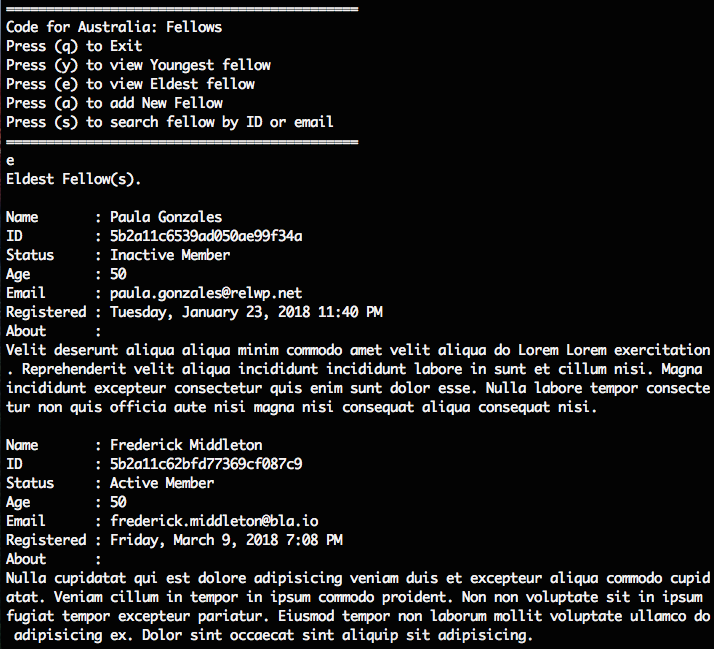 Code for Australia: Fellows
Press (q) to Exit
Press (y) to view Youngest fellow
Press (e) to view Eldest fellow
Press (a) to add New Fellow
Press (s) to search fellow by ID or email
e
Eldest Fellow(s).
Name : Paula Gonzales
ID : 5b2a11c6539ad050ae99f34a
Status : Inactive Member
Age : 50
Email : paula.gonzales@relwp.net
Registered : Tuesday, January 23, 2018 11:40 PM
About :
Velit deserunt aliqua aliqua minim commodo amet velit aliqua do Lorem Lorem exercitation
. Reprehenderit velit aliqua incididunt incididunt labore in sunt et cillum nisi. Magna
incididunt excepteur consectetur quis enim sunt dolor esse. Nulla labore tempor consecte
tur non quis officia aute nisi magna nisi consequat aliqua consequat nisi.
Name : Frederick Middleton
ID : 5b2a11c62bfd77369cf087c9
Status : Active Member
Age : 50
Email : frederick.middleton@bla.io
Registered : Friday, March 9, 2018 7:08 PM
About :
Nulla cupidatat qui est dolore adipisicing veniam duis et excepteur aliqua commodo cupid
atat. Veniam cillum in tempor in ipsum commodo proident. Non non voluptate sit in ipsum
fugiat tempor excepteur pariatur. Eiusmod tempor non laborum mollit voluptate ullamco do
adipisicing ex. Dolor sint occaecat sint aliquip sit adipisicing.